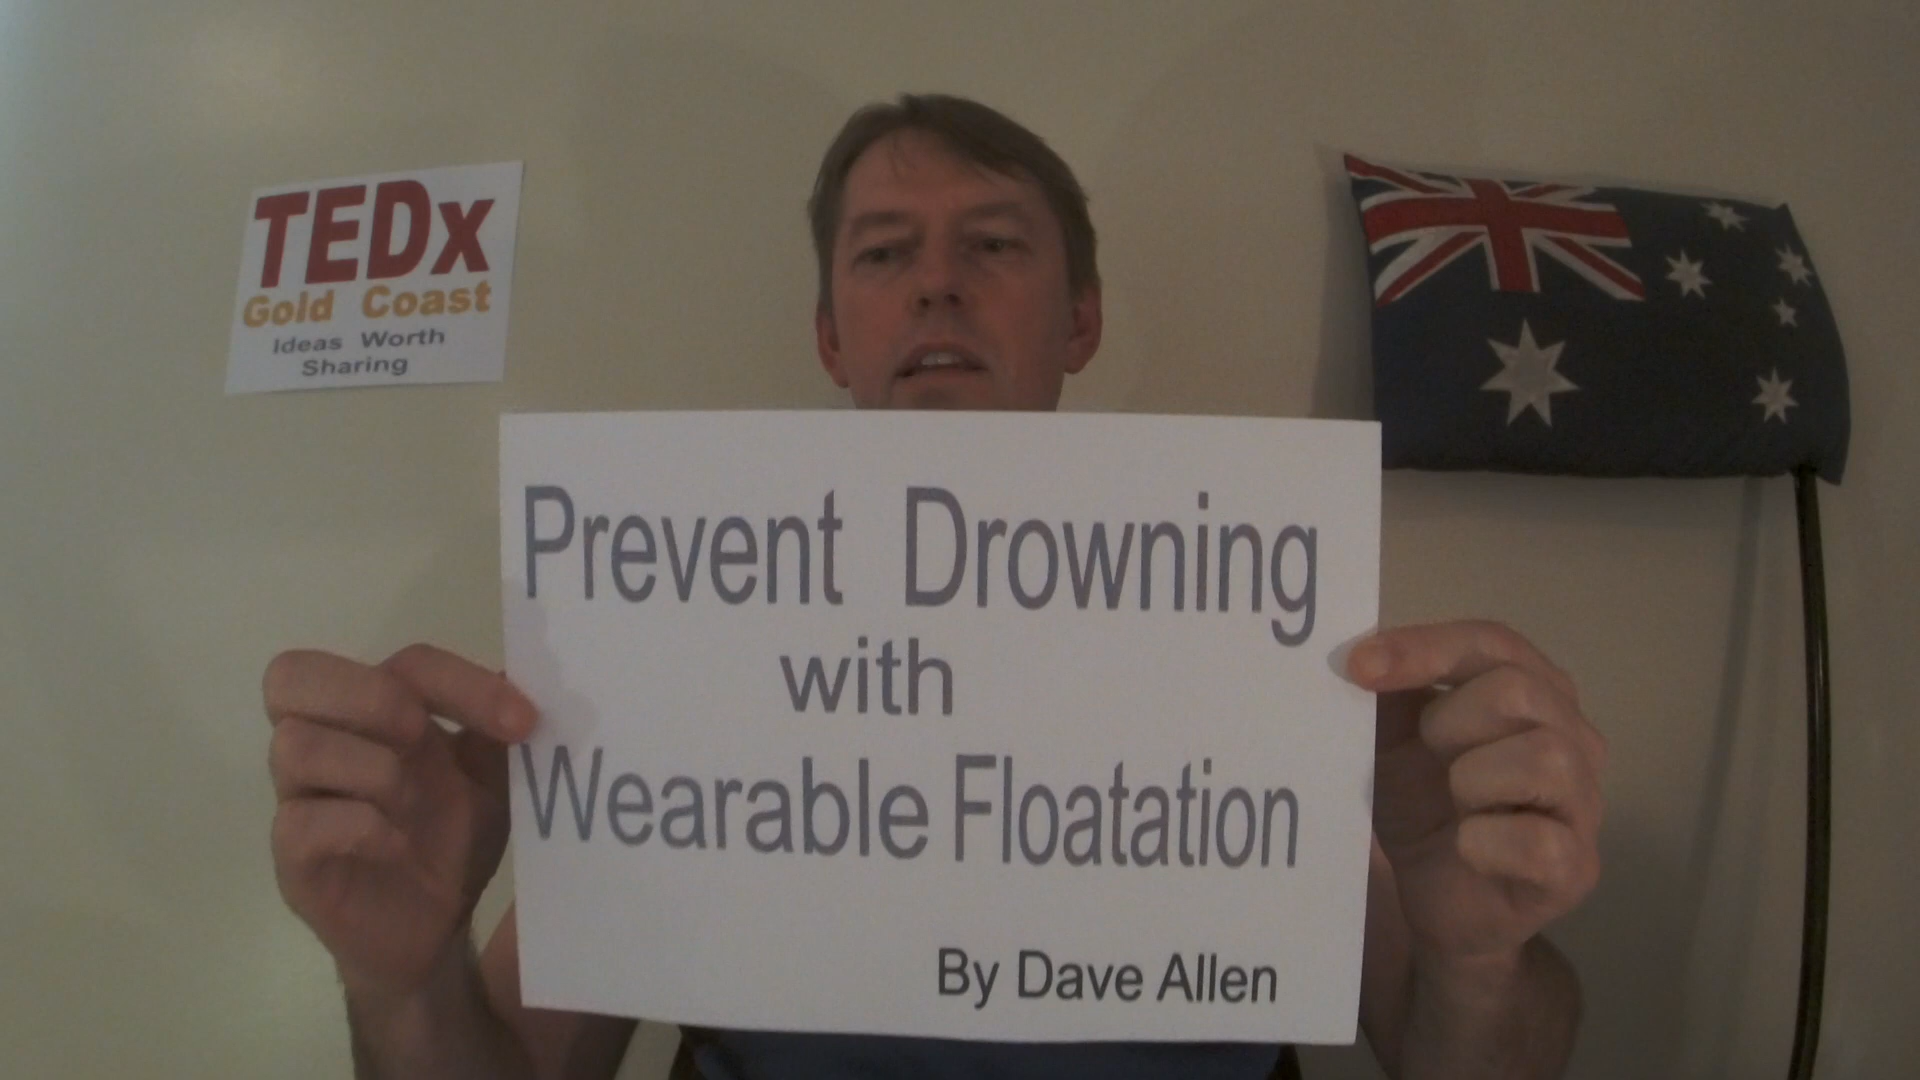 TEDx
Gold Coast
Ideas Worth
Sharing
Prevent Drowning
with
Wearable Floatation
By Dave Allen